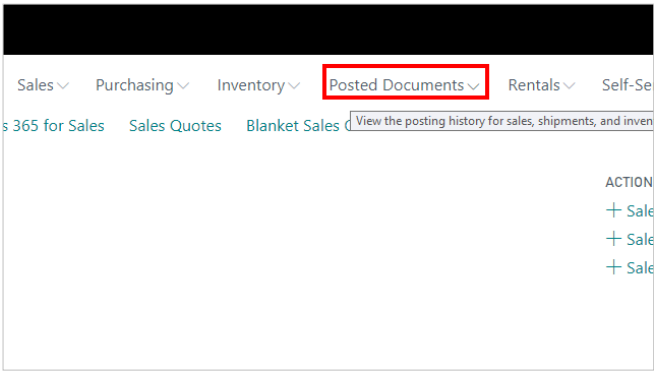 Sales Purchasing Inventory Posted Documents Rentals
365 for Sales Sales Quotes Blanket Sales
View the posting history for sales, shipments, and
ACTION
+
+
+